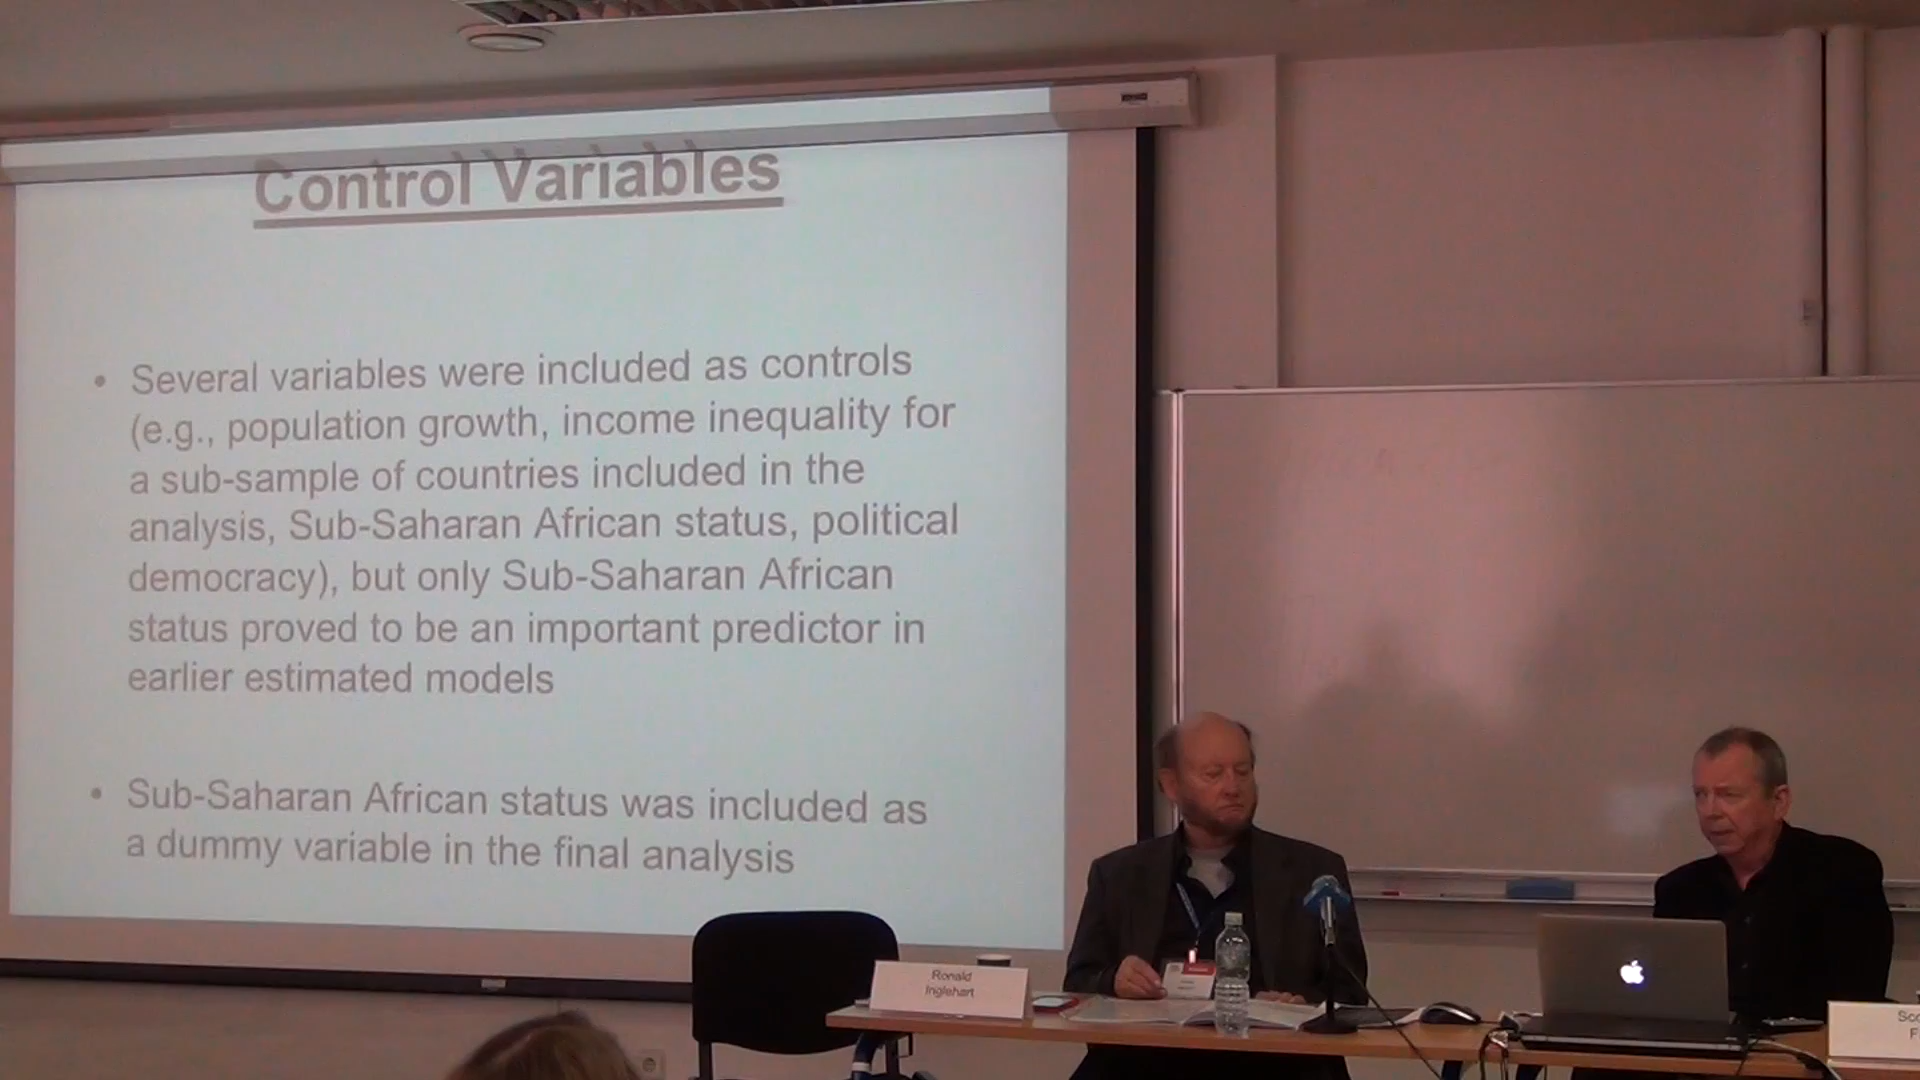 Control Variables
• Several variables were included as controls
(e.g., population growth, income inequality for
a sub-sample of countries included in the
analysis, Sub-Saharan African status, political
democracy), but only Sub-Saharan African
status proved to be an important predictor in
earlier estimated models
• Sub-Saharan African status was included as
a dummy variable in the final analysis
Ronald
Inglehart
Sco
F